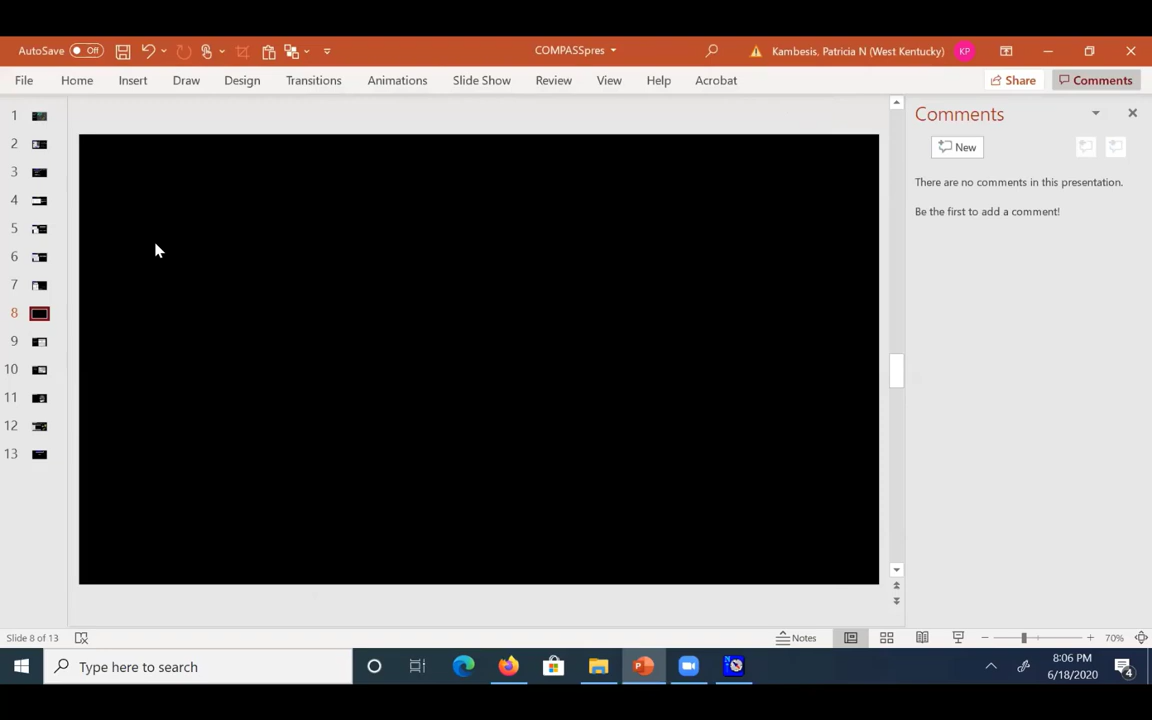 AutoSave Off COMPASSpres Kambesis, Patricia N (West Kentucky) KP
File Home Insert Draw Design Transitions Animations Slide Show Review View Help Acrobat Share Comments
Comments
New
There are no comments in this presentation.
Be the first to add a comment!
1
2
3
4
5
6
7
8
9
10
11
12
13
Slide 8 of 13 Notes 70%
Type here to search
8:06 PM
6/18/2020
4